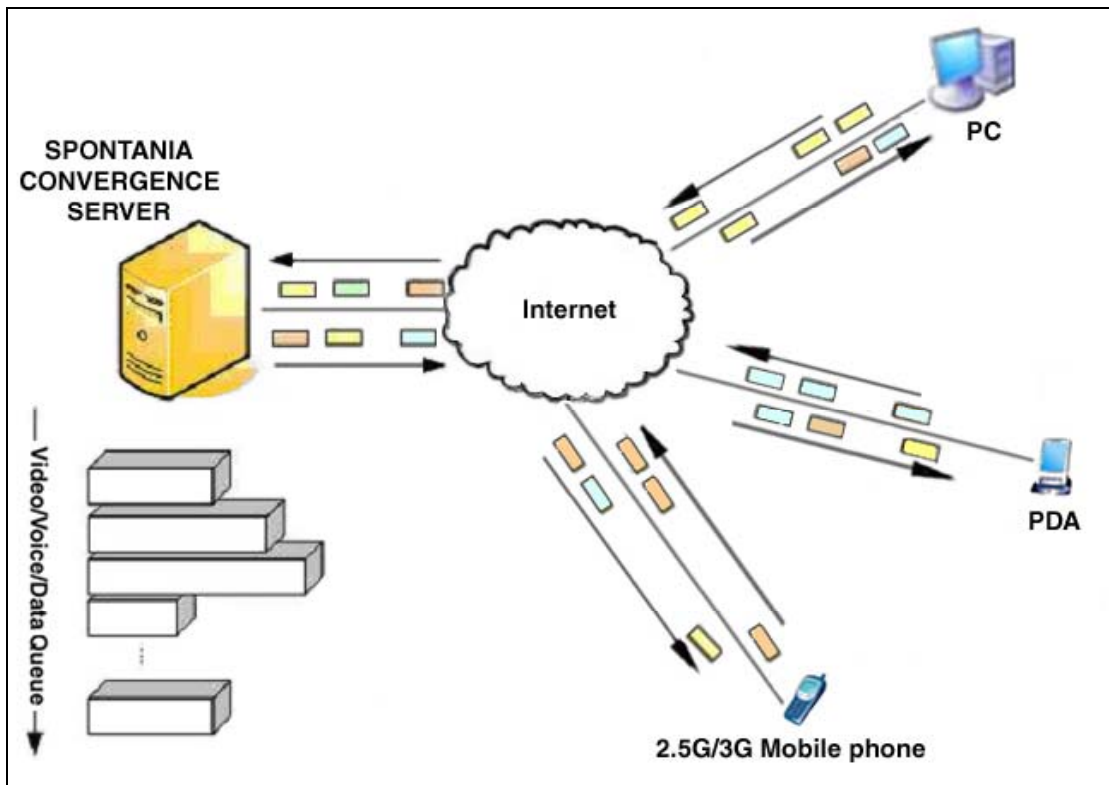 SPONTANIA
CONVERGENCE
SERVER
Internet
PC
PDA
2.5G/3G Mobile phone
Video/Voice/Data Queue